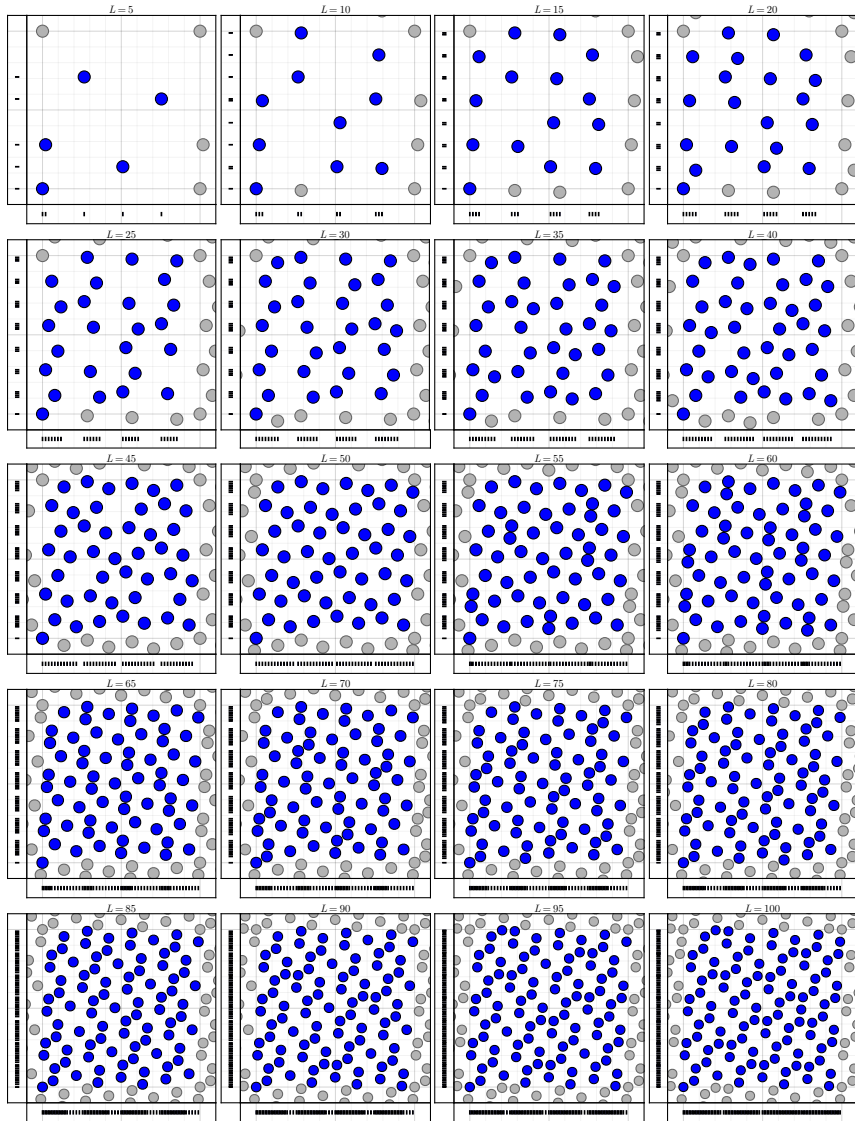 L = 5 L = 10 L = 15 L = 20
L = 25 L = 30 L = 35 L = 40
L = 45 L = 50 L = 55 L = 60
L = 65 L = 70 L = 75 L = 80
L = 85 L = 90 L = 95 L = 100